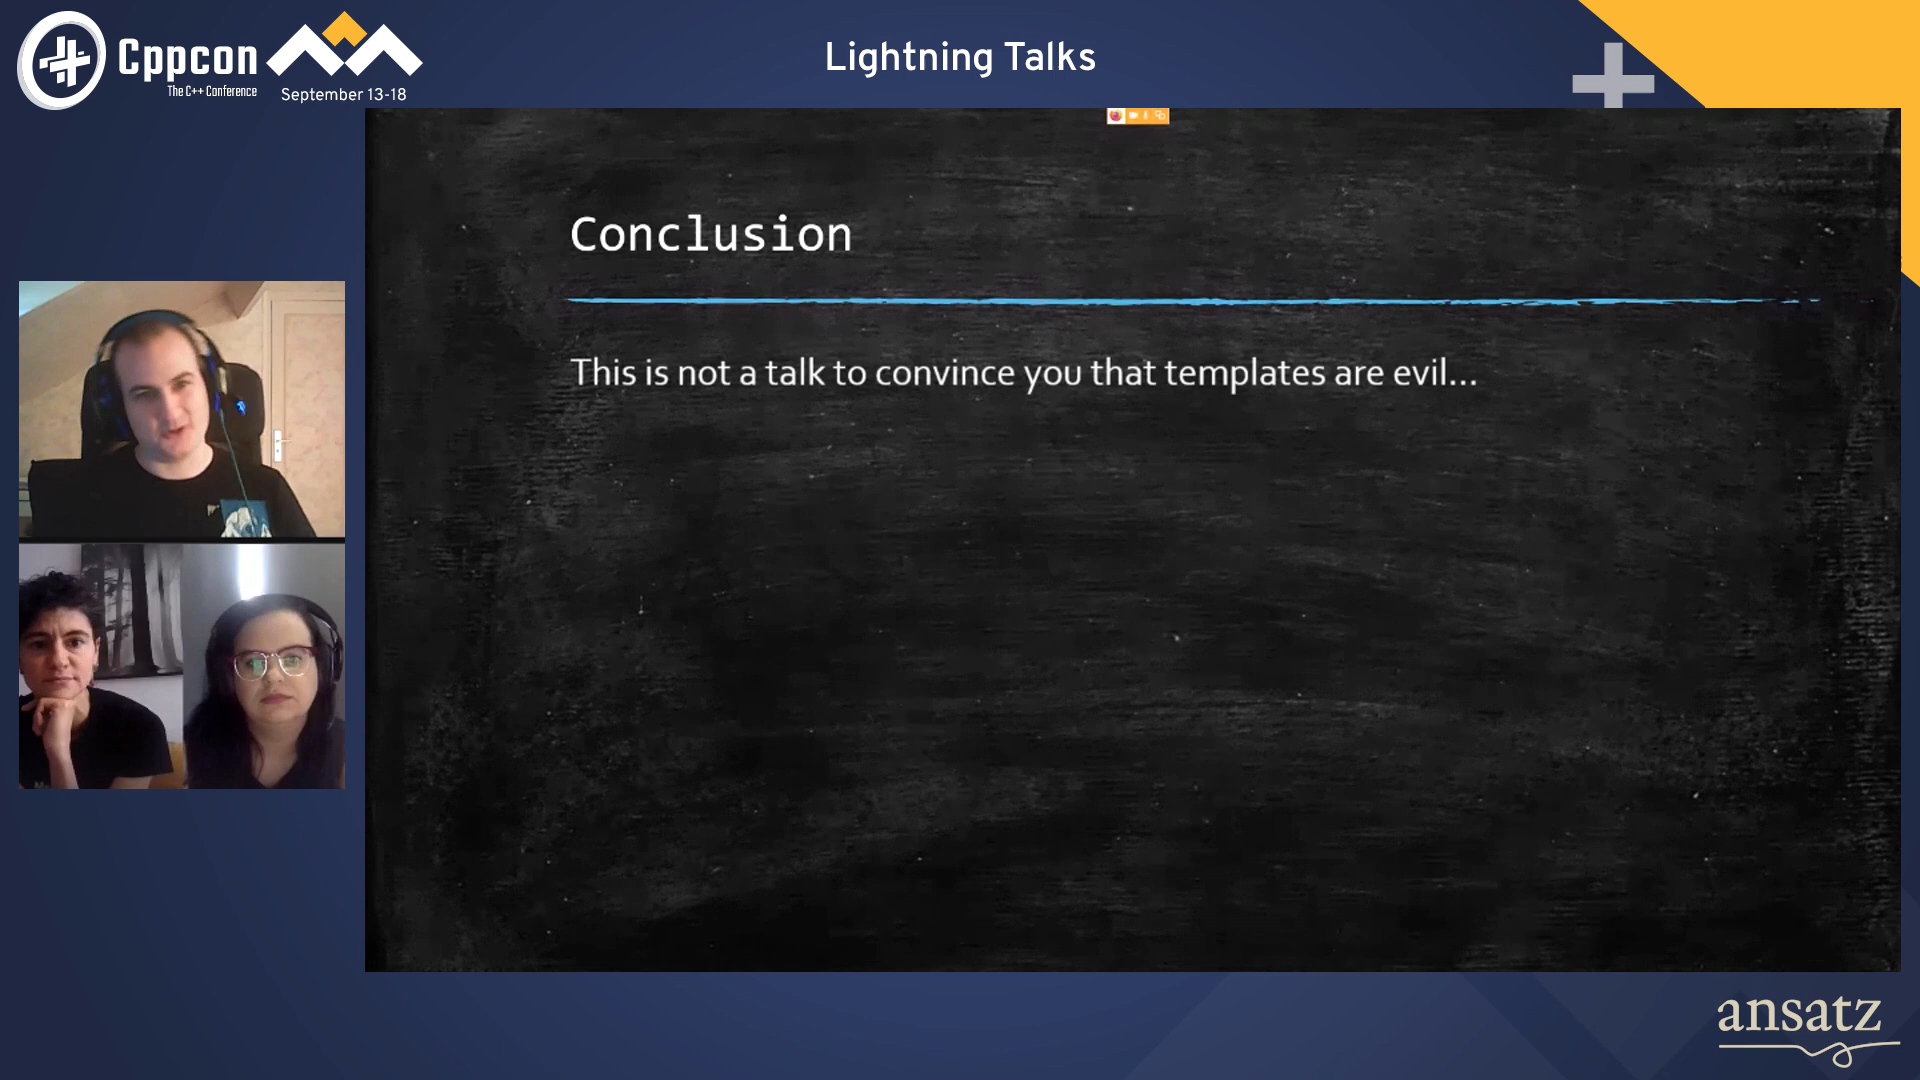 Cppcon
The C++ Conference
September 13-18
Lightning Talks
Conclusion
This is not a talk to convince you that templates are evil...
ansatz